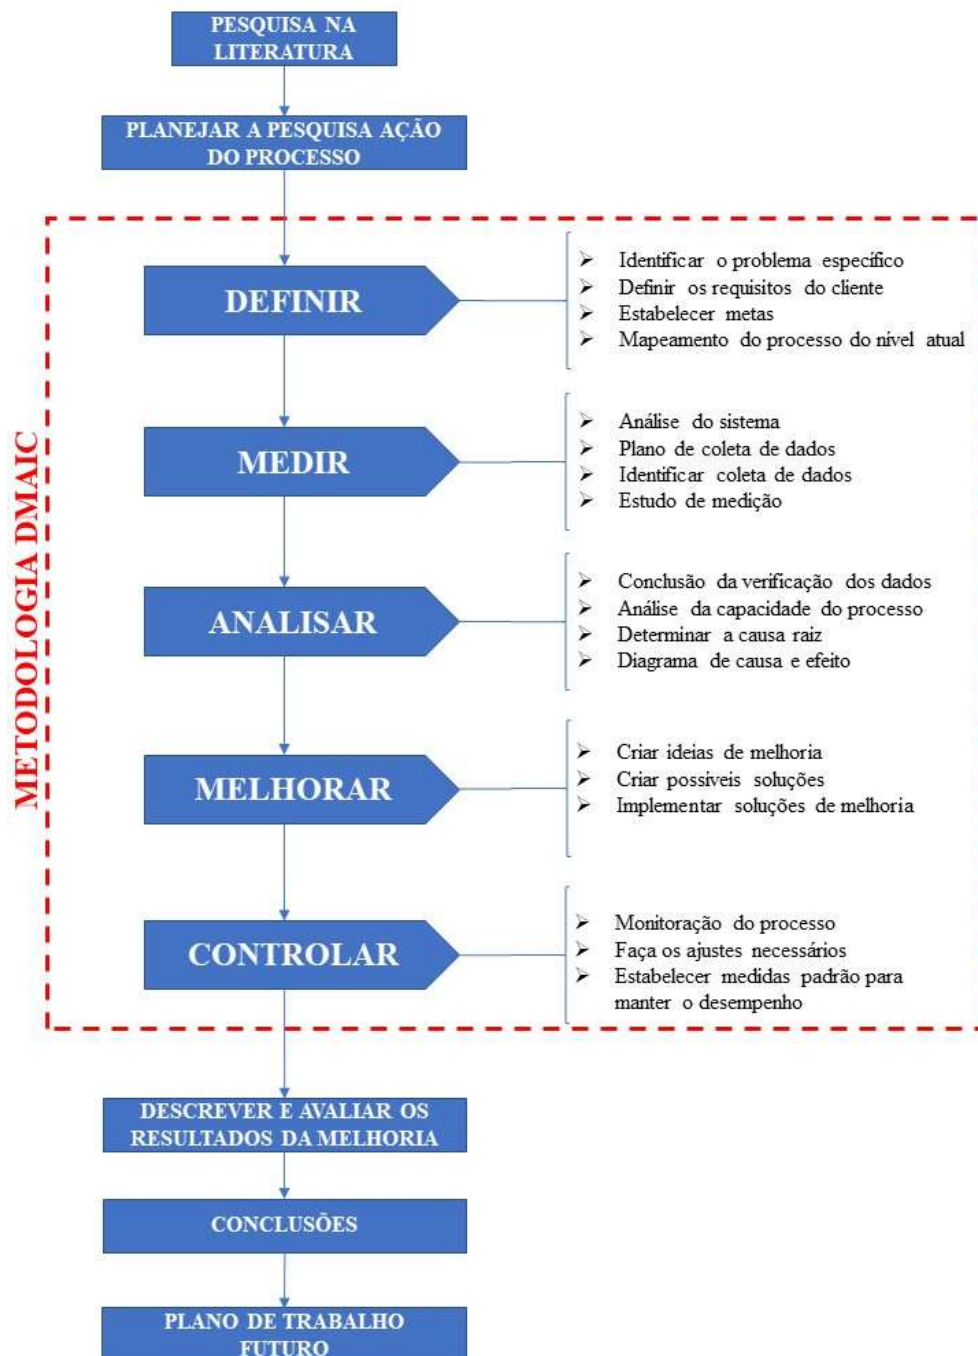 PESQUISA NA
LITERATURA
PLANEJAR A PESQUISA AÇÃO
DO PROCESSO
METODOLOGIA DMAIC
DEFINIR
➢ Identificar o problema específico
➢ Definir os requisitos do cliente
➢ Estabelecer metas
➢ Mapeamento do processo do nível atual
MEDIR
➢ Análise do sistema
➢ Plano de coleta de dados
➢ Identificar coleta de dados
➢ Estudo de medição
ANALISAR
➢ Conclusão da verificação dos dados
➢ Análise da capacidade do processo
➢ Determinar a causa raiz
➢ Diagrama de causa e efeito
MELHORAR
➢ Criar ideias de melhoria
➢ Criar possíveis soluções
➢ Implementar soluções de melhoria
CONTROLAR
➢ Monitoração do processo
➢ Faça os ajustes necessários
➢ Estabelecer medidas padrão para
manter o desempenho
DESCREVER E AVALIAR OS
RESULTADOS DA MELHORIA
CONCLUSÕES
PLANO DE TRABALHO
FUTURO